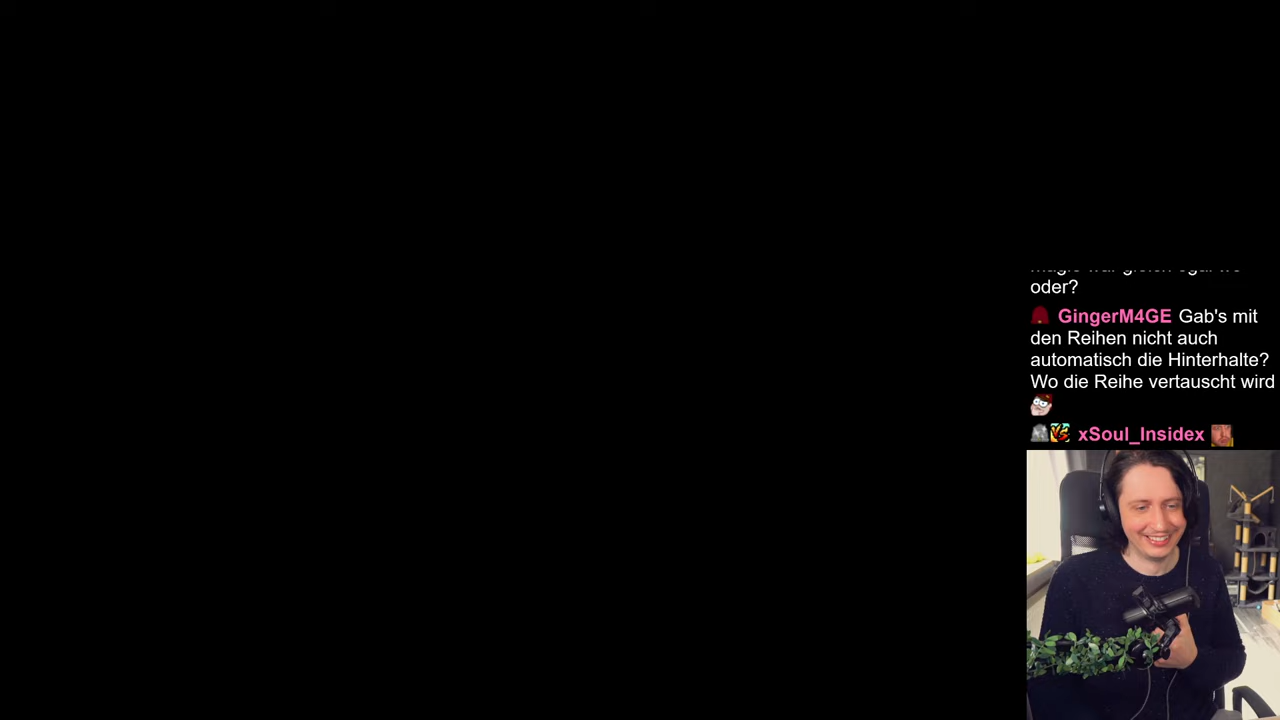 oder?
GingerM4GE Gab's mit
den Reihen nicht auch
automatisch die Hinterhalte?
Wo die Reihe vertauscht wird
xSoul_Insidex